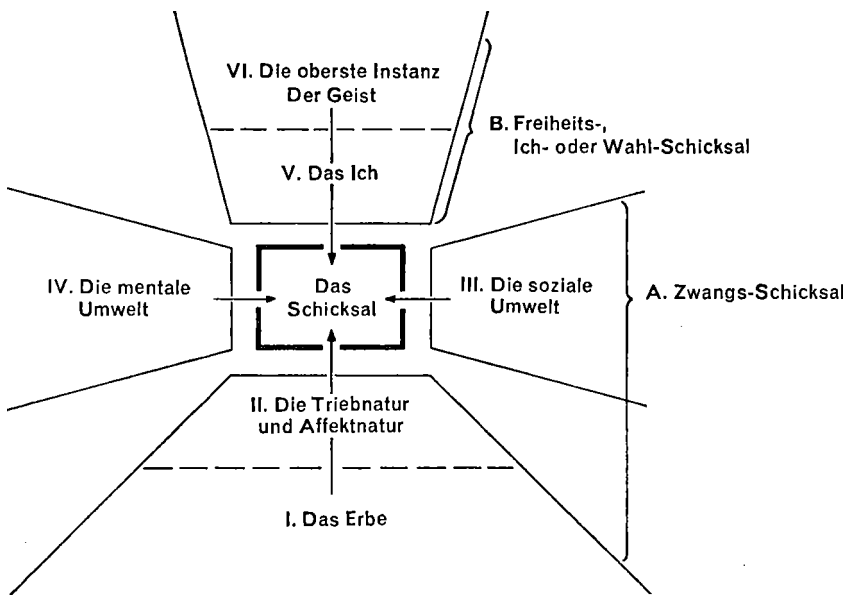 VI. Die oberste Instanz
Der Geist
B. Freiheits-,
Ich- oder Wahl-Schicksal
V. Das Ich
IV. Die mentale
Umwelt
Das
Schicksal
III. Die soziale
Umwelt
A. Zwangs-Schicksal
II. Die Triebnatur
und Affektnatur
I. Das Erbe